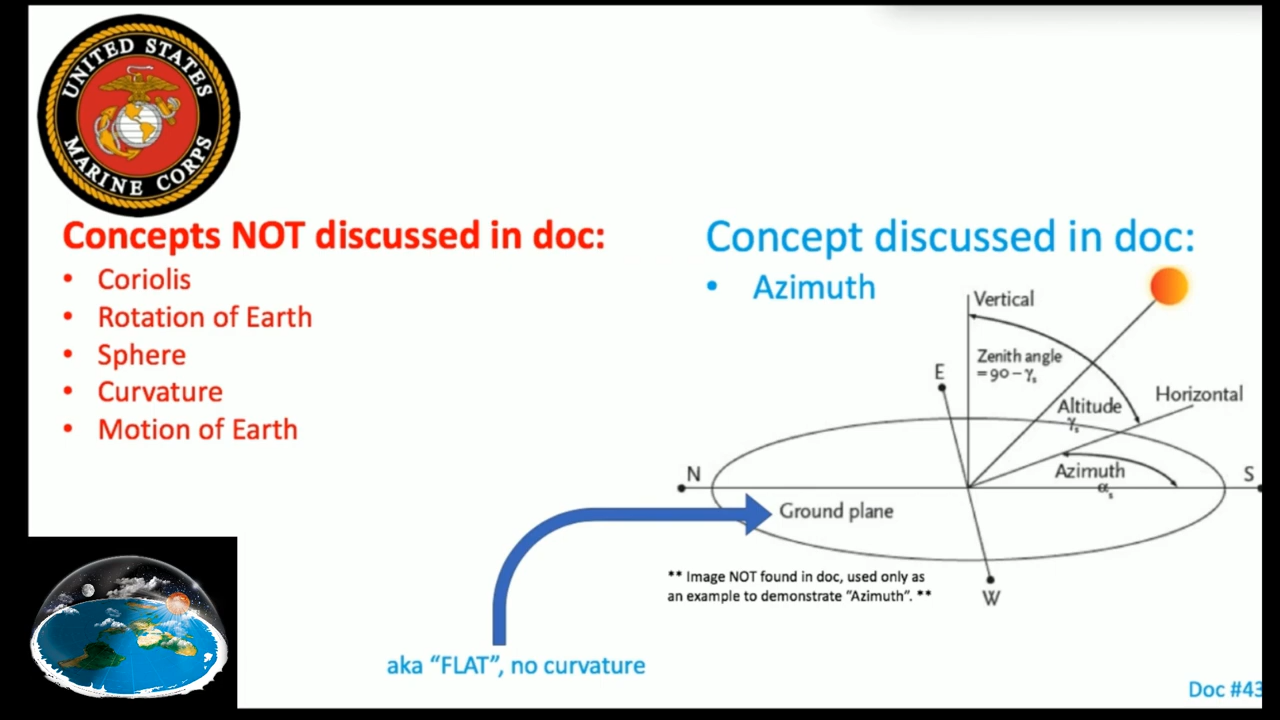 UNITED STATES
MARINE CORPS
Concepts NOT discussed in doc:
• Coriolis
• Rotation of Earth
• Sphere
• Curvature
• Motion of Earth
Concept discussed in doc:
• Azimuth
Vertical
Zenith angle
=90-γs
E
Horizontal
Altitude
γs
Azimuth
αs
N
S
Ground plane
W
** Image NOT found in doc, used only as
an example to demonstrate “Azimuth”. **
aka “FLAT”, no curvature
Doc #43